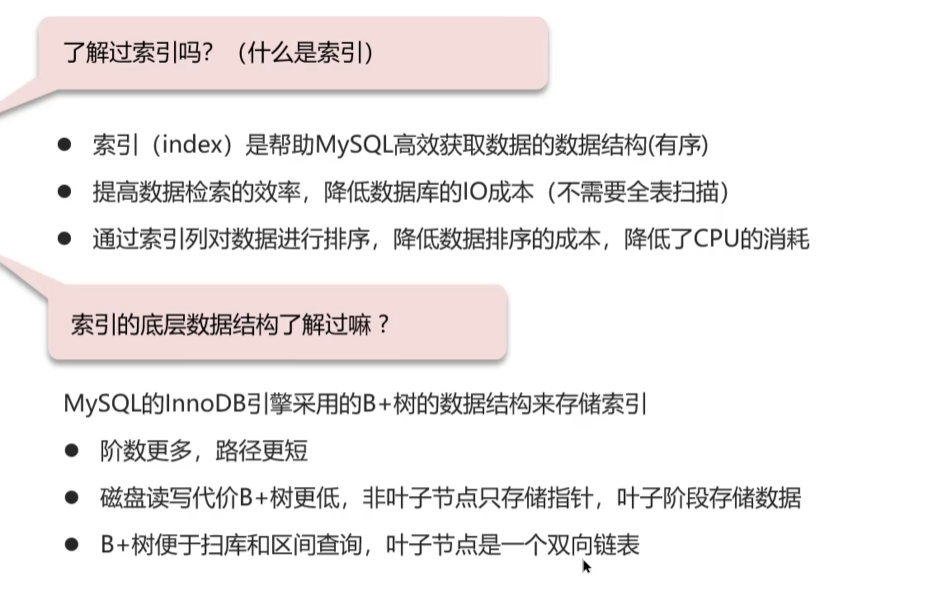 了解过索引吗？（什么是索引）
● 索引（index）是帮助MySQL高效获取数据的数据结构(有序)
● 提高数据检索的效率，降低数据库的IO成本（不需要全表扫描）
● 通过索引列对数据进行排序，降低数据排序的成本，降低了CPU的消耗
索引的底层数据结构了解过嘛 ?
MySQL的InnoDB引擎采用的B+树的数据结构来存储索引
● 阶数更多，路径更短
● 磁盘读写代价B+树更低，非叶子节点只存储指针，叶子阶段存储数据
● B+树便于扫库和区间查询，叶子节点是一个双向链表